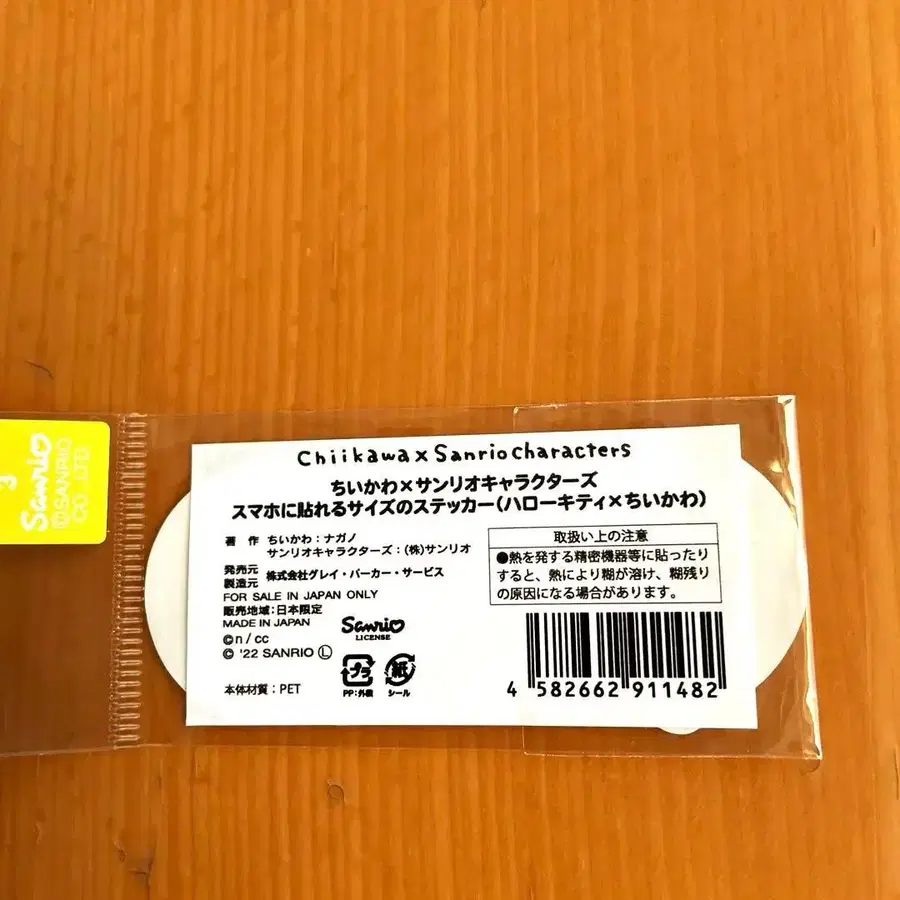 3
Sanrio
©SANRIO
CO.,LTD
Chiikawa x Sanrio characters
ちいかわ×サンリオキャラクターズ
スマホに貼れるサイズのステッカー(ハローキティ×ちいかわ)
著 作 ちいかわ:ナガノ
サンリオキャラクターズ:(株)サンリオ
発売元
製造元 株式会社グレイ・パーカー・サービス
FOR SALE IN JAPAN ONLY
販売地域:日本限定
MADE IN JAPAN
©n/cc
© '22 SANRIO Ⓛ
Sanrio
LICENSE
プラ
PP:外袋
紙
シール
本体材質:PET
取扱い上の注意
●熱を発する精密機器等に貼ったり
すると、熱により糊が溶け、糊残り
の原因になる場合があります。
4 582662 911482